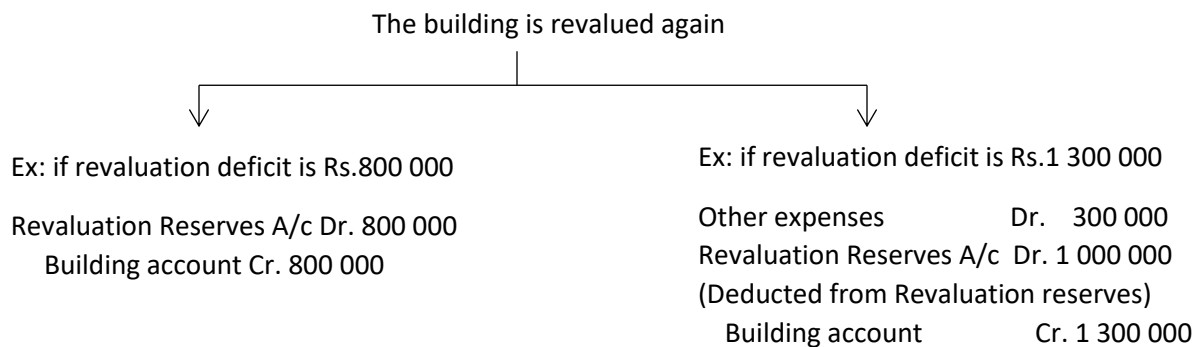 The building is revalued again
Ex: if revaluation deficit is Rs.800 000
Revaluation Reserves A/c Dr. 800 000
Building account Cr. 800 000
Ex: if revaluation deficit is Rs.1 300 000
Other expenses Dr. 300 000
Revaluation Reserves A/c Dr. 1 000 000
(Deducted from Revaluation reserves)
Building account Cr. 1 300 000